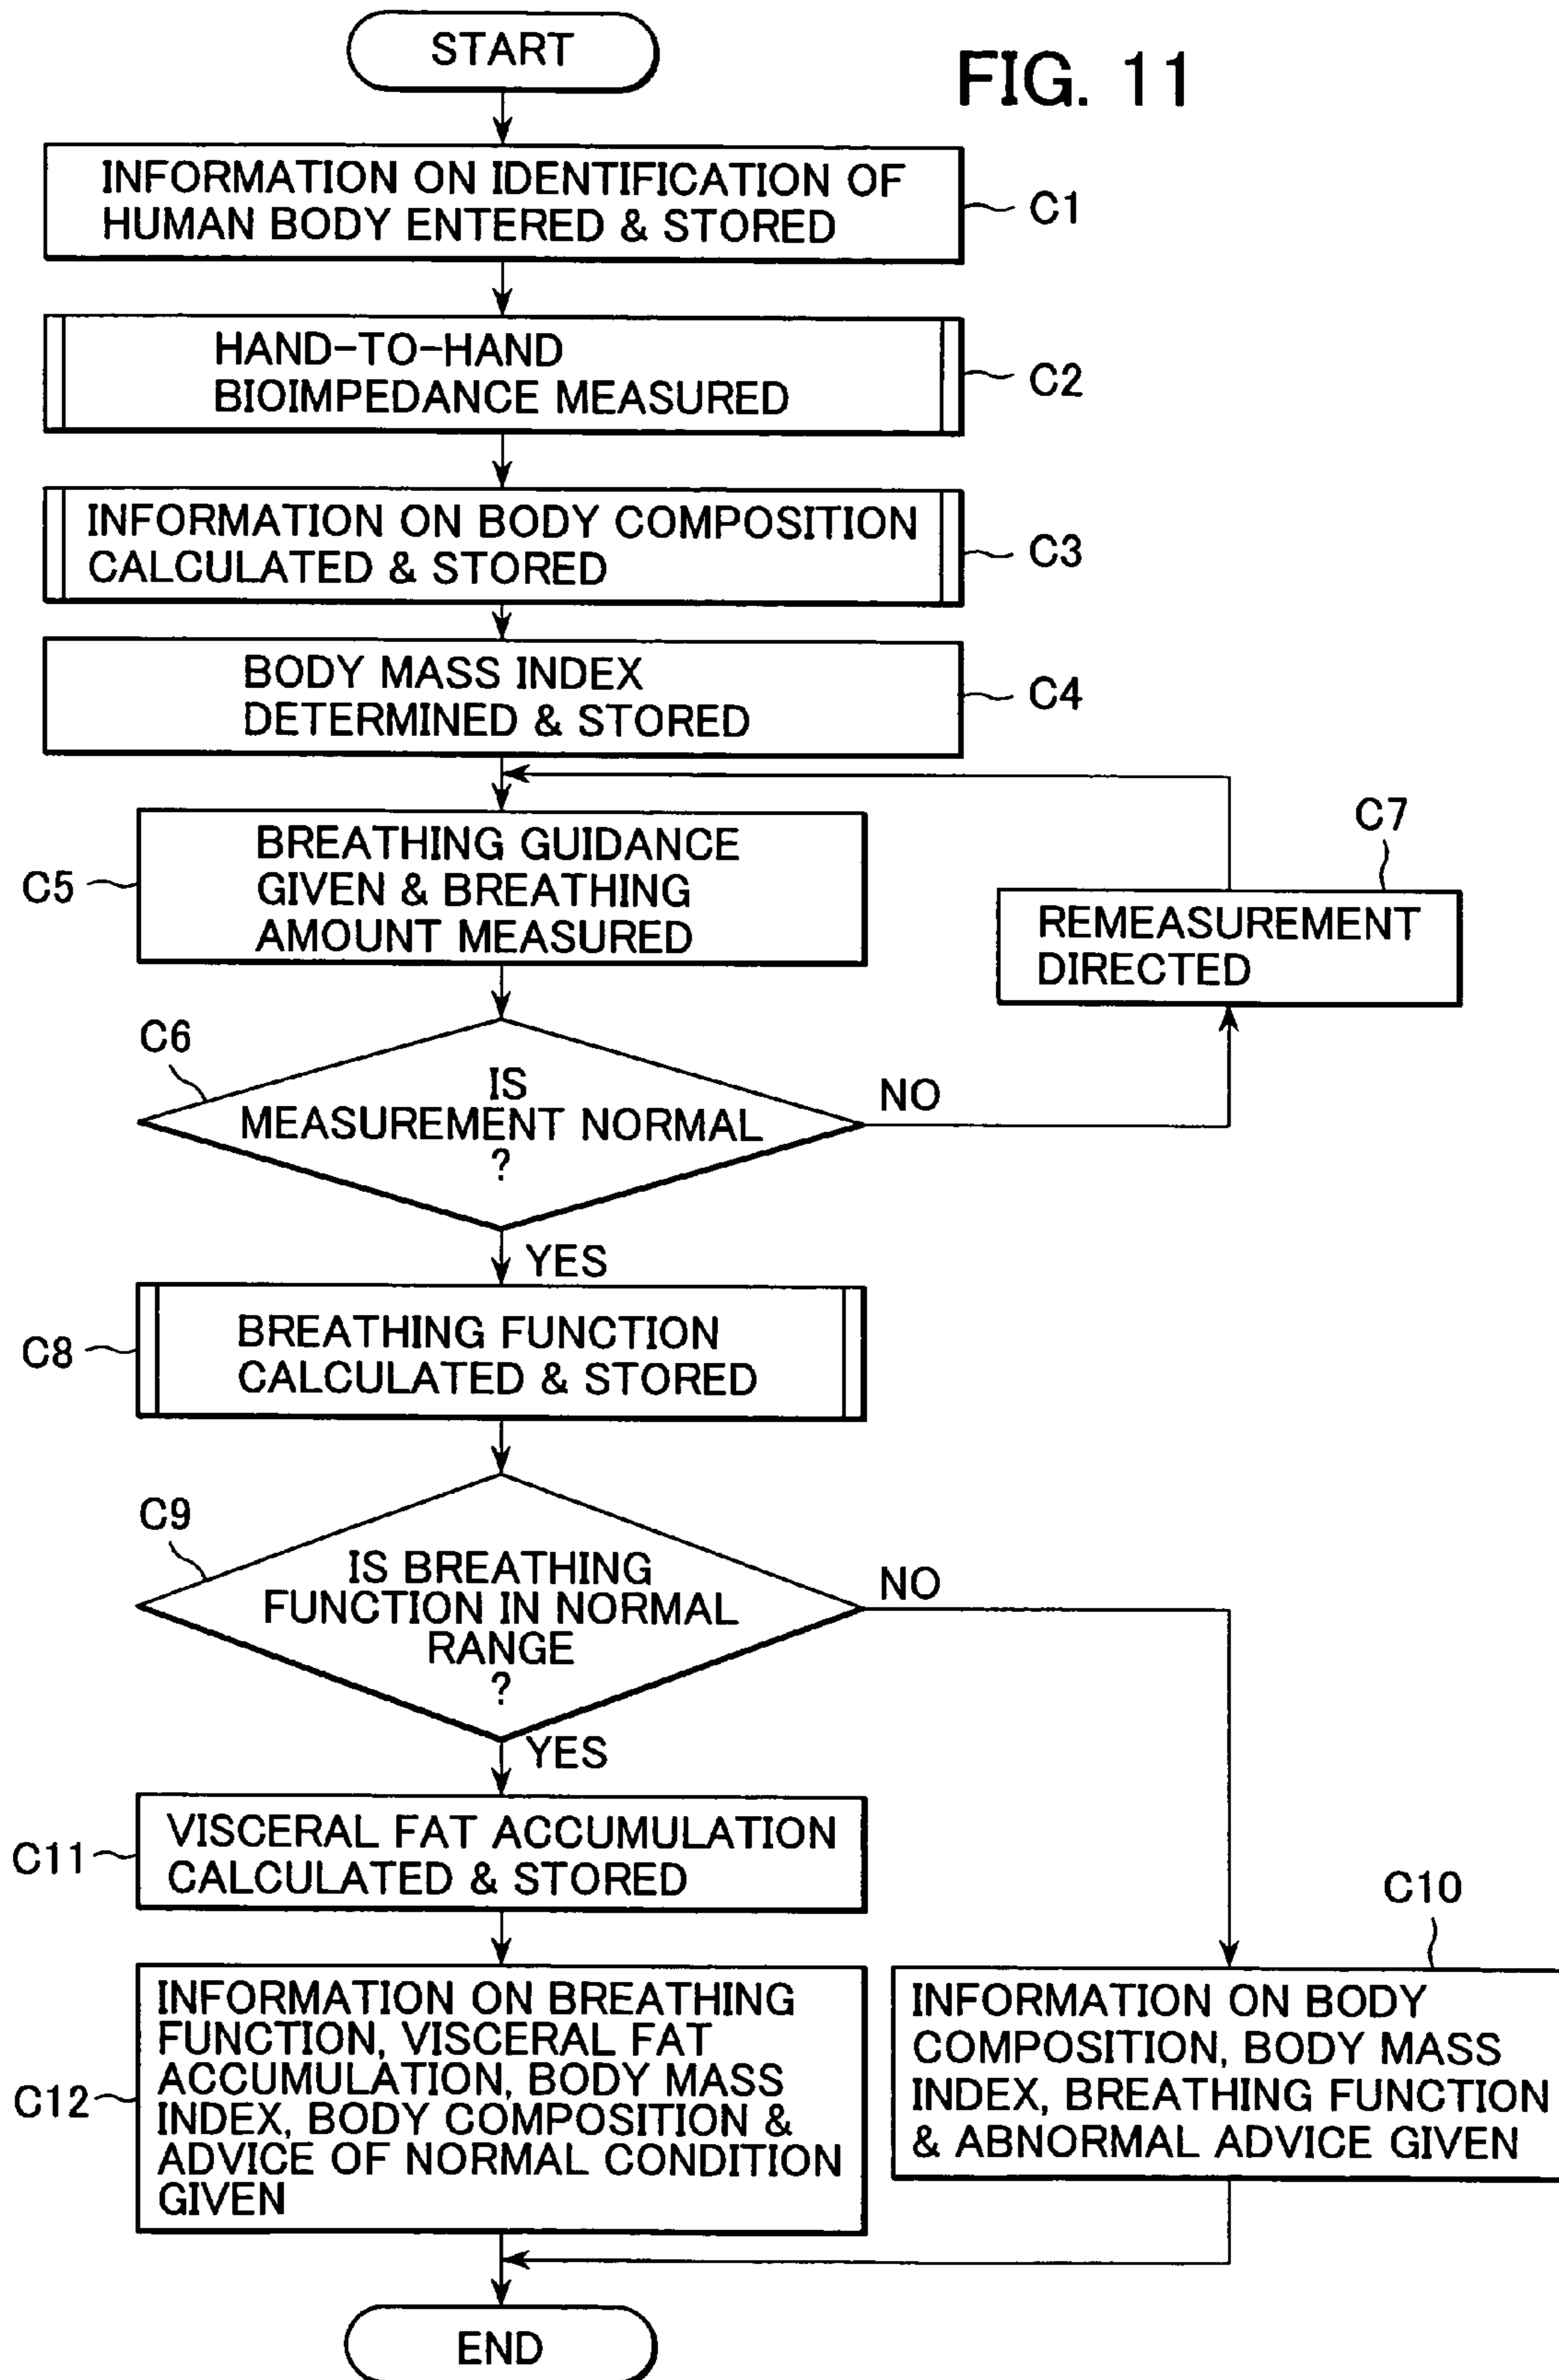 START
FIG. 11
INFORMATION ON IDENTIFICATION OF
HUMAN BODY ENTERED & STORED
C1
HAND-TO-HAND
BIOIMPEDANCE MEASURED
C2
INFORMATION ON BODY COMPOSITION
CALCULATED & STORED
C3
BODY MASS INDEX
DETERMINED & STORED
C4
C5
BREATHING GUIDANCE
GIVEN & BREATHING
AMOUNT MEASURED
C7
REMEASUREMENT
DIRECTED
C6
IS
MEASUREMENT NORMAL
?
NO
YES
C8
BREATHING FUNCTION
CALCULATED & STORED
C9
IS BREATHING
FUNCTION IN NORMAL
RANGE
?
NO
YES
C11
VISCERAL FAT ACCUMULATION
CALCULATED & STORED
C10
C12
INFORMATION ON BREATHING
FUNCTION, VISCERAL FAT
ACCUMULATION, BODY MASS
INDEX, BODY COMPOSITION &
ADVICE OF NORMAL CONDITION
GIVEN
INFORMATION ON BODY
COMPOSITION, BODY MASS
INDEX, BREATHING FUNCTION
& ABNORMAL ADVICE GIVEN
END